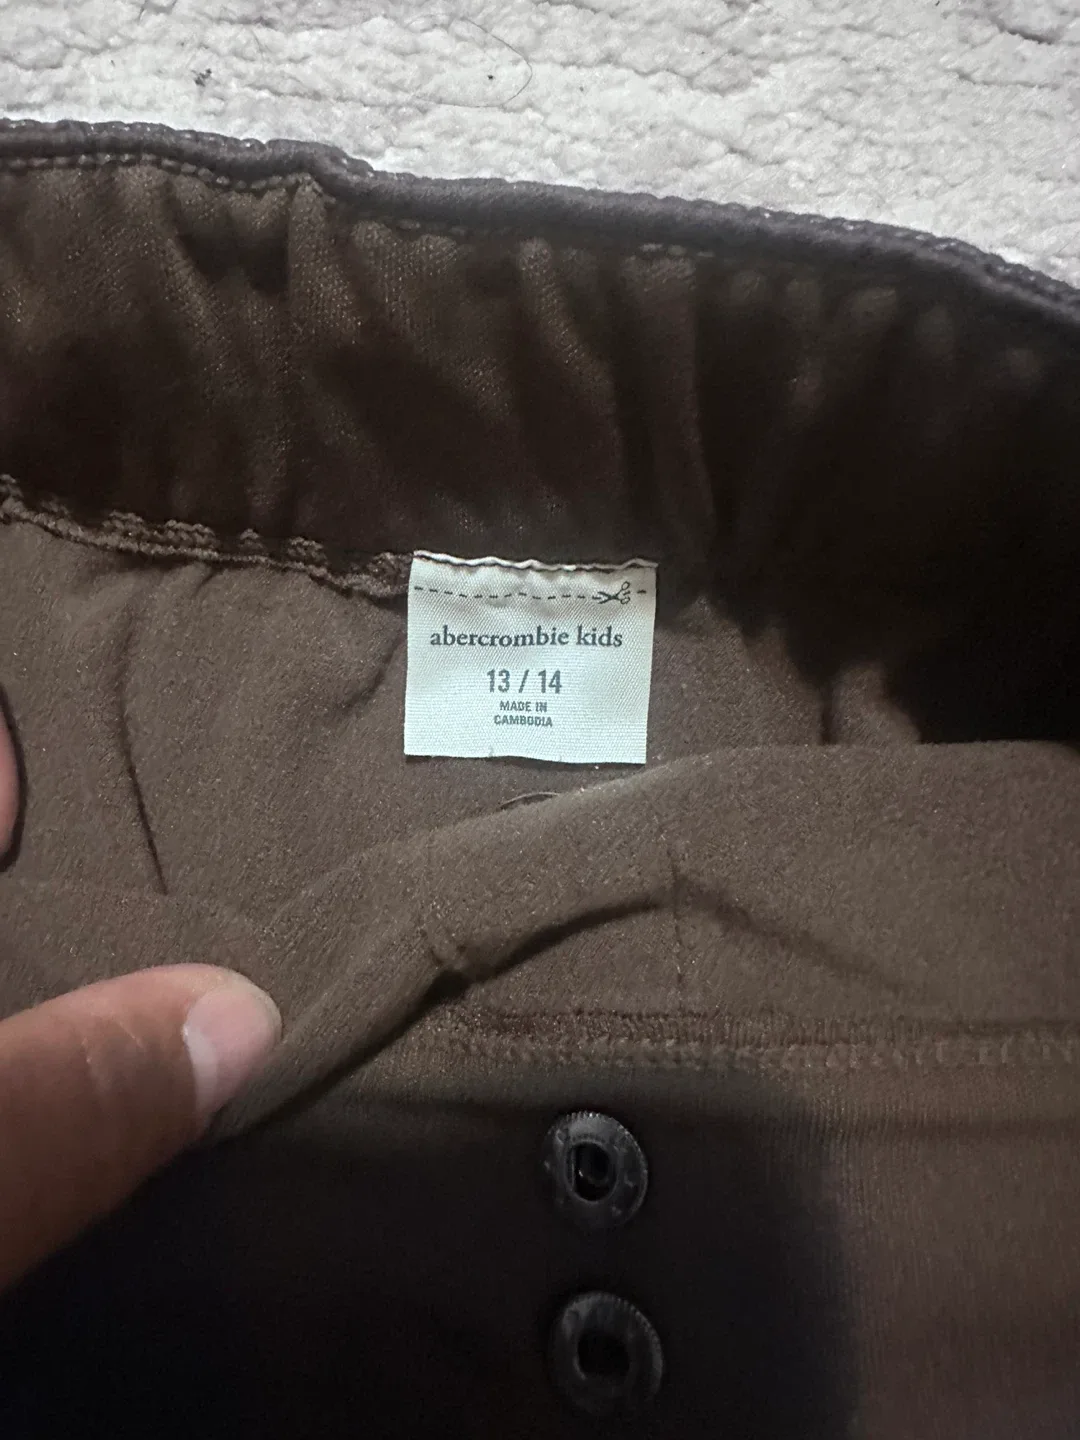 abercrombie kids
13 / 14
MADE IN
CAMBODIA